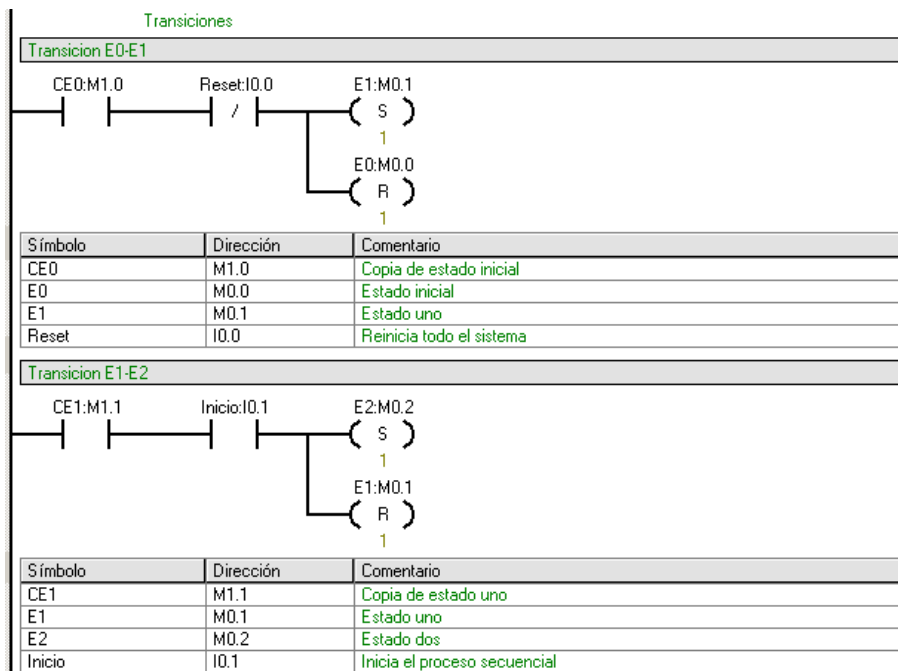 Transiciones
Transicion E0-E1
CE0:M1.0 Reset:I0.0 E1:M0.1
/ S
1
E0:M0.0
R
1
Símbolo Dirección Comentario
CE0 M1.0 Copia de estado inicial
E0 M0.0 Estado inicial
E1 M0.1 Estado uno
Reset I0.0 Reinicia todo el sistema
Transicion E1-E2
CE1:M1.1 Inicio:I0.1 E2:M0.2
S
1
E1:M0.1
R
1
Símbolo Dirección Comentario
CE1 M1.1 Copia de estado uno
E1 M0.1 Estado uno
E2 M0.2 Estado dos
Inicio I0.1 Inicia el proceso secuencial